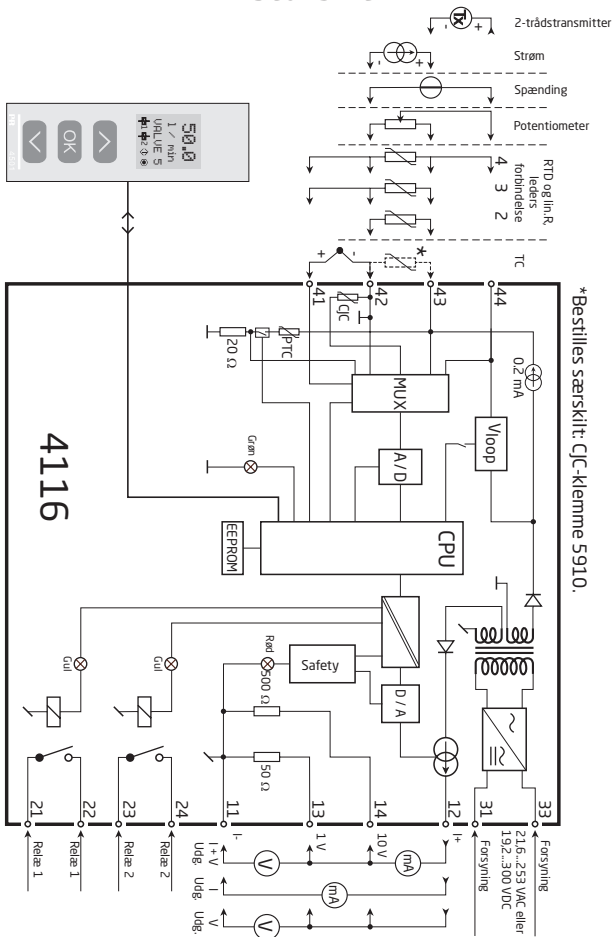 2-trådstransmitter
Tx
- +
Strøm
- +
Spænding
Potentiometer
RTD og lin.R,
leders
forbindelse
4
3
2
TC
+
-
*
*Bestilles særskilt: CJC-klemme 5910.
50.0
l / min
VALVE 5
OK
41
42
43
44
CJC
PTC
20 Ω
0.2 mA
MUX
Vloop
A/D
CPU
EEPROM
Grøn
4116
Gul
Gul
Rød
Safety
D/A
500 Ω
50 Ω
21
22
23
24
11
13
14
12
31
33
Relæ 1
Relæ 1
Relæ 2
Relæ 2
I-
1 V
10 V
I+
Forsyning
Forsyning
21,6...253 VAC eller
19,2...300 VDC
V
mA
I + V
Udg.
mA
I
Udg.
V
V
Udg.